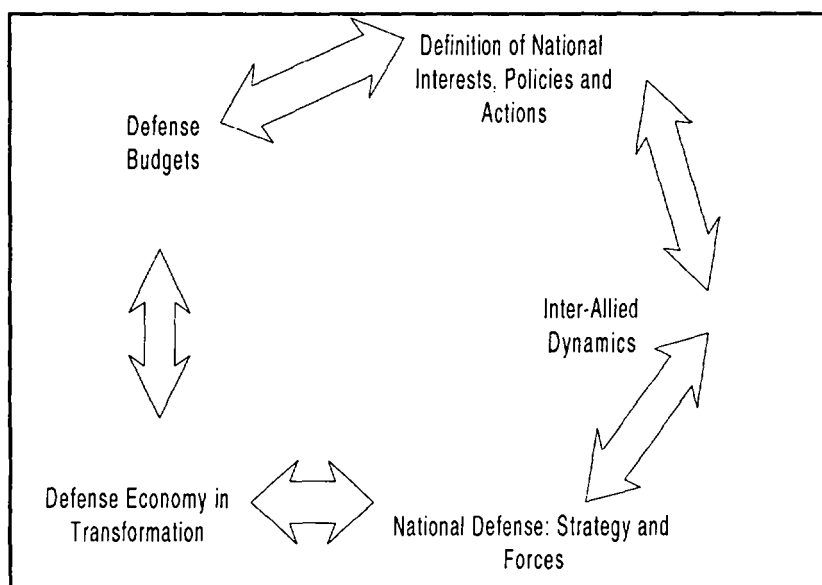 Definition of National
Interests, Policies and
Actions
Defense
Budgets
Inter-Allied
Dynamics
Defense Economy in
Transformation
National Defense: Strategy and
Forces